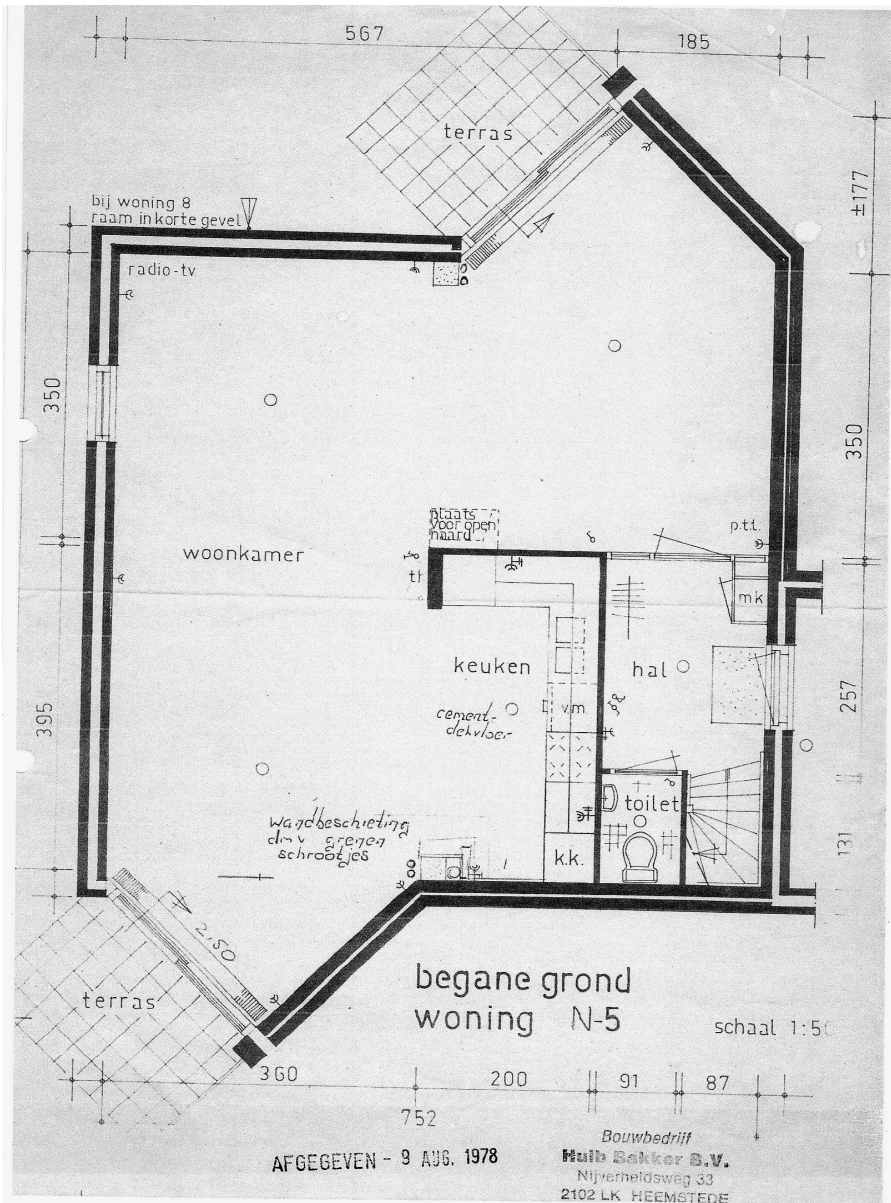 567
185
terras
±177
bij woning 8
raam in korte gevel
radio-tv
350
350
plaats
voor open
haard
p.t.t.
woonkamer
mk
keuken
hal
v.m.
cement-
dekvloer
257
395
toilet
wandbeschieting
dmv grenen
schrootjes
k.k.
131
2,50
terras
begane grond
woning N-5
schaal 1:50
360
200
91
87
752
AFGEGEVEN - 9 AUG. 1978
Bouwbedrijf
Huib Bakker B.V.
Nijverheidsweg 33
2102 LK HEEMSTEDE